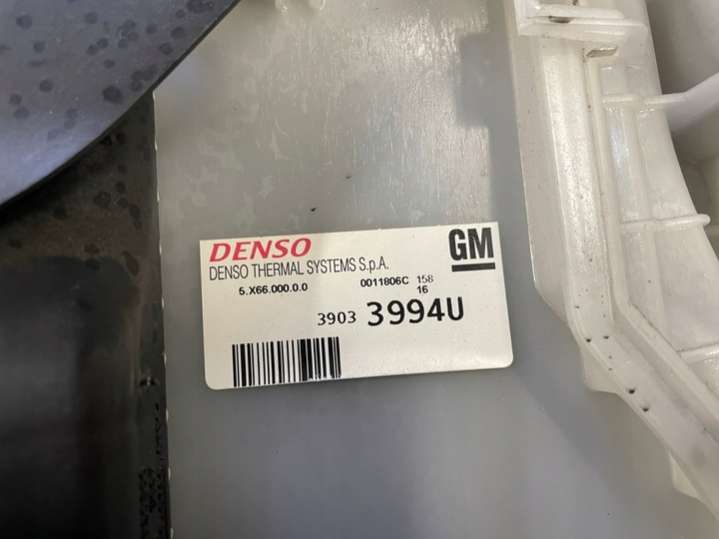 DENSO
GM
DENSO THERMAL SYSTEMS S.p.A.
5.X66.000.0.0 0011806C 158
16
3903 3994U